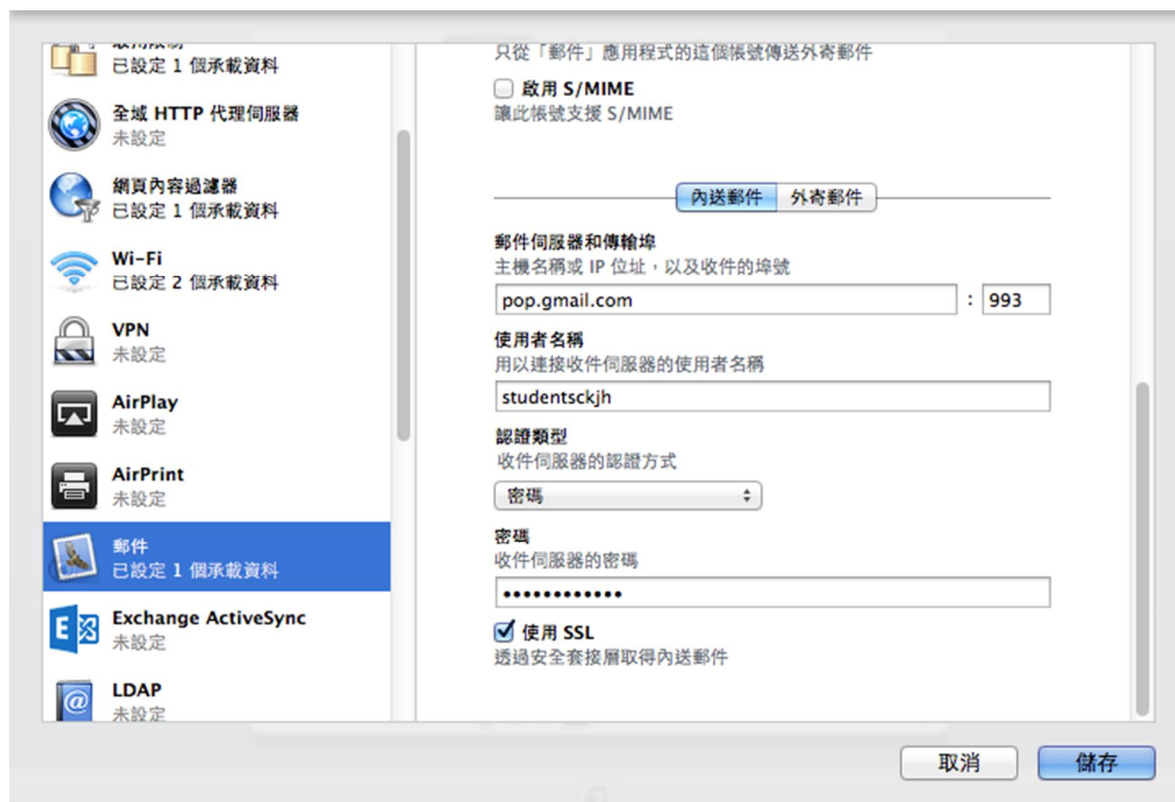 已設定 1 個承載資料
全域 HTTP 代理伺服器
未設定
網頁內容過濾器
已設定 1 個承載資料
Wi-Fi
已設定 2 個承載資料
VPN
未設定
AirPlay
未設定
AirPrint
未設定
郵件
已設定 1 個承載資料
Exchange ActiveSync
未設定
LDAP
未設定
只從「郵件」應用程式的這個帳號傳送外寄郵件
啟用 S/MIME
讓此帳號支援 S/MIME
內送郵件 外寄郵件
郵件伺服器和傳輸埠
主機名稱或 IP 位址，以及收件的埠號
pop.gmail.com : 993
使用者名稱
用以連接收件伺服器的使用者名稱
studentsckjh
認證類型
收件伺服器的認證方式
密碼
密碼
收件伺服器的密碼
••••••••••••
使用 SSL
透過安全套接層取得內送郵件
取消 儲存